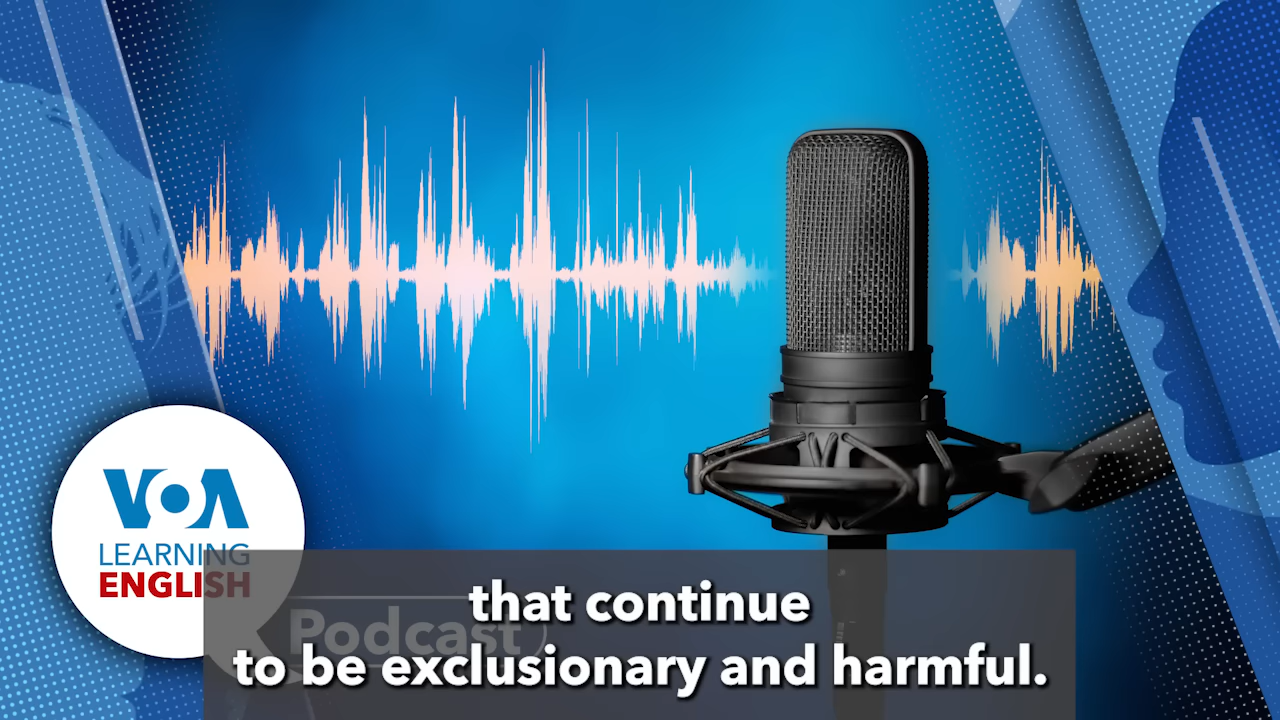 VOA
LEARNING
ENGLISH
Podcast
that continue
to be exclusionary and harmful.